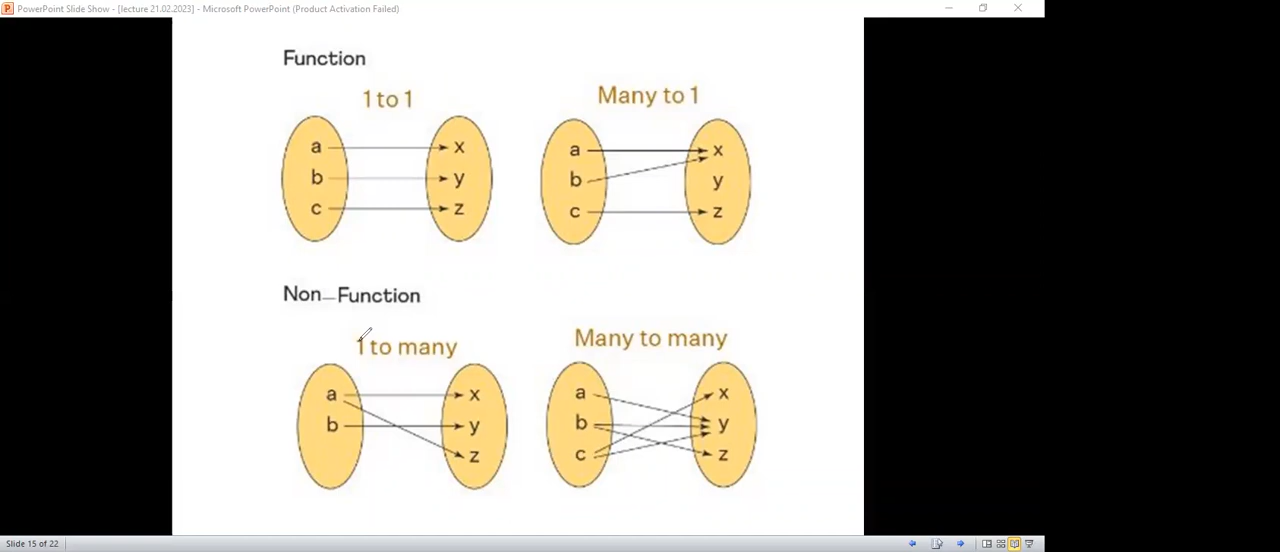 PowerPoint Slide Show - [lecture 21.02.2023] - Microsoft PowerPoint (Product Activation Failed)
Function
1 to 1
Many to 1
a
x
b
y
c
z
a
x
b
y
c
z
Non-Function
1 to many
Many to many
a
x
b
y
z
a
x
b
y
c
z
Slide 15 of 22